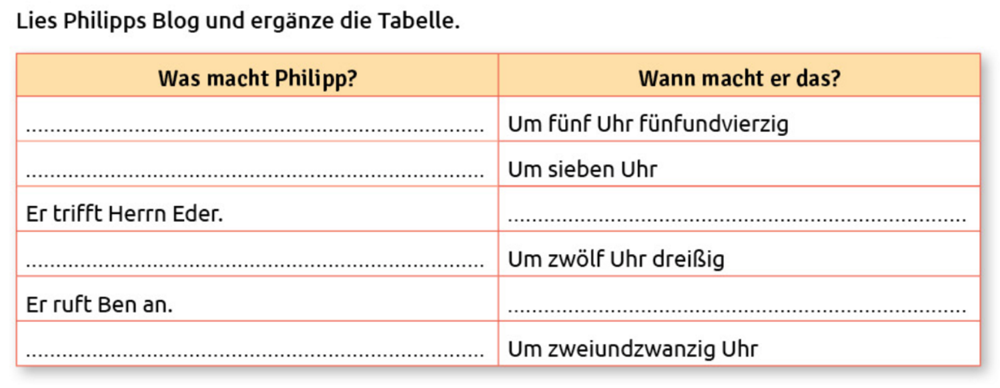 Lies Philipps Blog und ergänze die Tabelle.
Was macht Philipp? Wann macht er das?
Um fünf Uhr fünfundvierzig
Um sieben Uhr
Er trifft Herrn Eder.
Um zwölf Uhr dreißig
Er ruft Ben an.
Um zweiundzwanzig Uhr